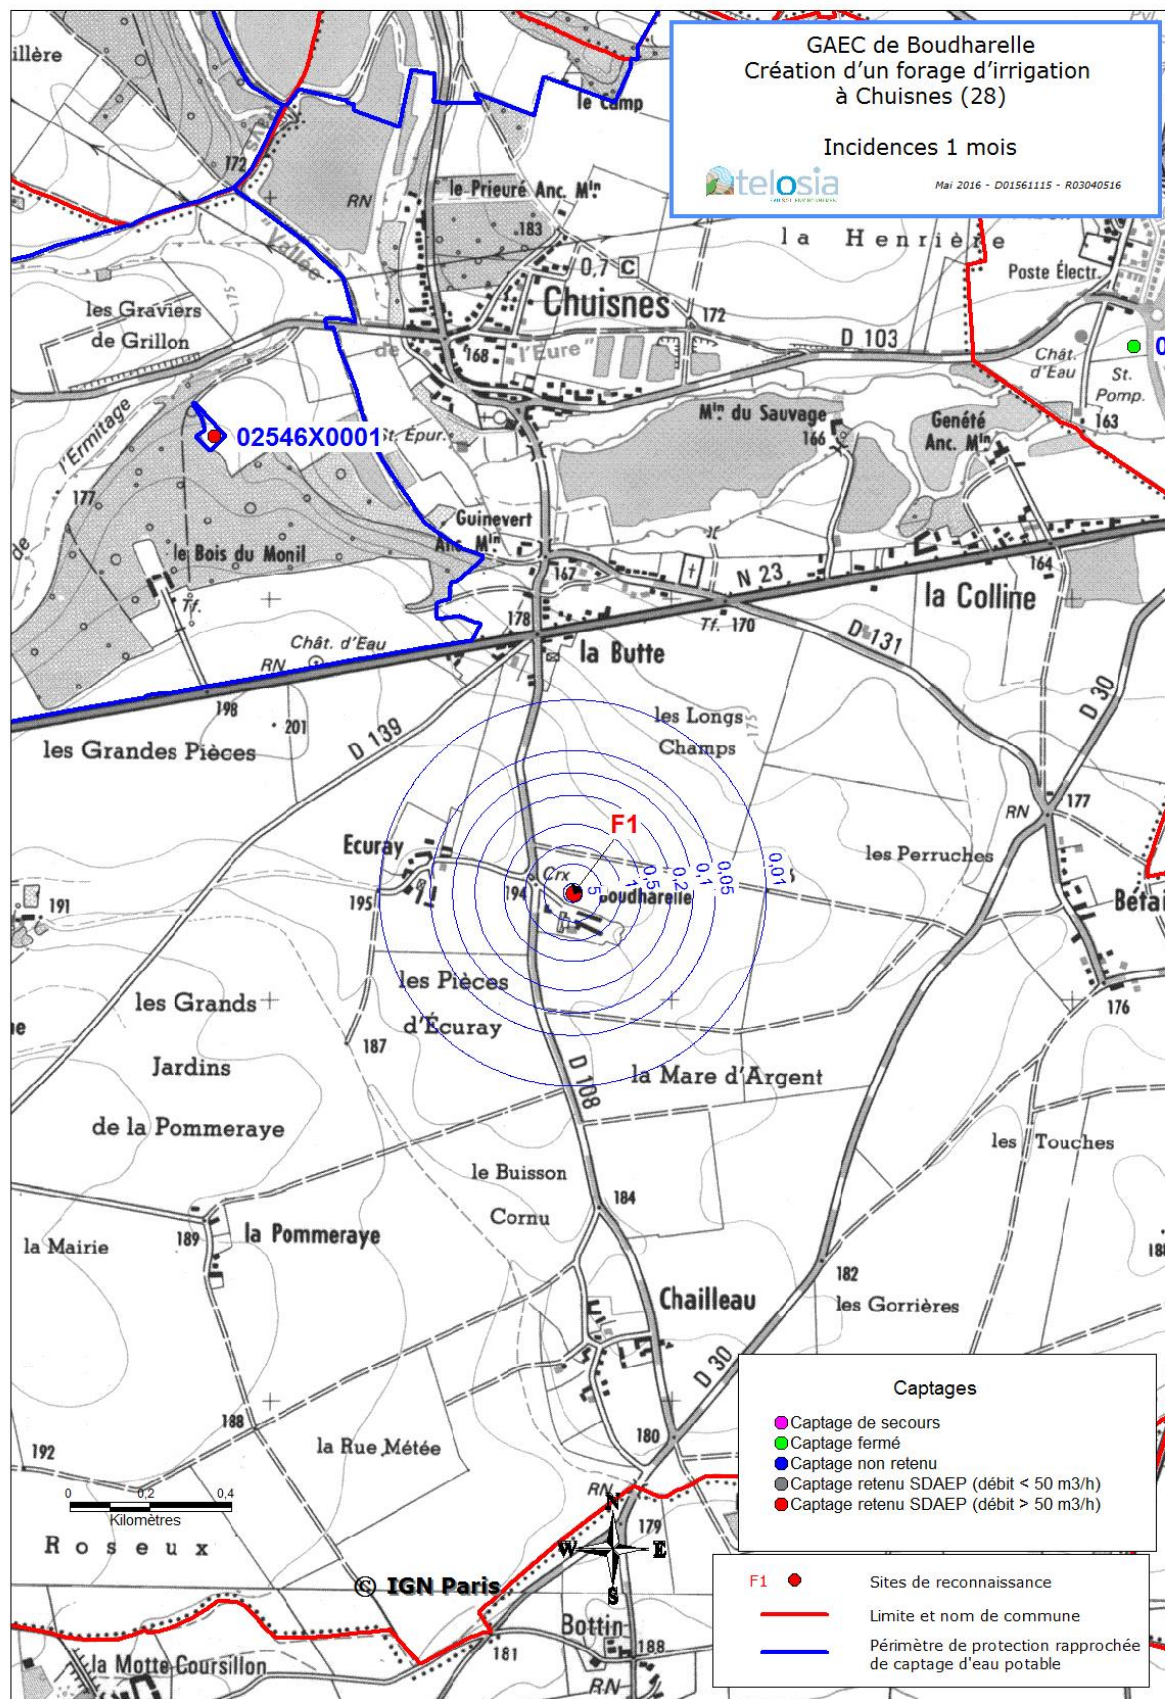 GAEC de Boudharelle
Création d'un forage d'irrigation
à Chuisnes (28)
Incidences 1 mois
telosia
Mai 2016 - D01561115 - R03040516
illère
le Camp
172
RN
le Prieuré Anc. Mⁱⁿ
183
"Vallée
0,7 C
la Henrière
Poste Électr.
les Graviers
de Grillon
175
Chuisnes
172
D 103
de
168
l'Eure"
Chât.
d'Eau
St.
Pomp.
0
163
l'Ermitage
de
02546X0001
St. Épur.
Mⁱⁿ du Sauvage
166
Genété
Anc. Mⁱⁿ
177
Guinevert
Anc. Mⁱⁿ
le Bois du Monil
Tf.
167
N 23
164
la Colline
Chât. d'Eau
RN
178
la Butte
Tf. 170
D 131
D 30
198
201
les Grandes Pièces
D 139
les Longs
Champs
175
RN
177
F1
Ecuray
les Perruches
Crx
5
1
0,5
0,2
0,1
0,05
0,01
Boudharelle
194
195
191
Bétai
les Pièces
d'Écuray
les Grands
Jardins
de la Pommeraye
187
176
D 108
la Mare d'Argent
les Touches
le Buisson
Cornu
184
la Mairie
189
la Pommeraye
182
188
Chailleau
les Gorrières
D 30
188
192
la Rue Métée
180
0
0,2
0,4
Kilomètres
Roseux
RN
N
W
E
S
179
© IGN Paris
Bottin
181
188
la Motte-Coursillon
RN
Captages
Captage de secours
Captage fermé
Captage non retenu
Captage retenu SDAEP (débit < 50 m3/h)
Captage retenu SDAEP (débit > 50 m3/h)
F1
Sites de reconnaissance
Limite et nom de commune
Périmètre de protection rapprochée
de captage d'eau potable